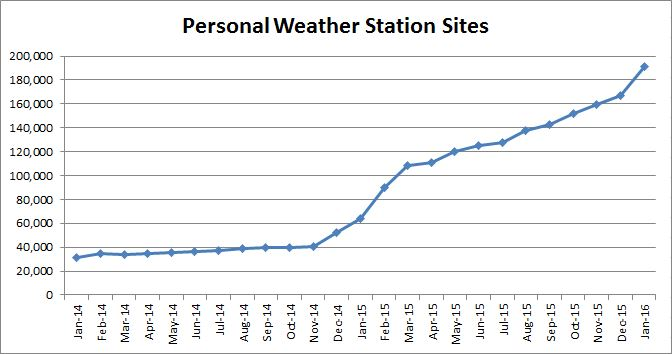 Personal Weather Station Sites
200,000
180,000
160,000
140,000
120,000
100,000
80,000
60,000
40,000
20,000
0
Jan-14
Feb-14
Mar-14
Apr-14
May-14
Jun-14
Jul-14
Aug-14
Sep-14
Oct-14
Nov-14
Dec-14
Jan-15
Feb-15
Mar-15
Apr-15
May-15
Jun-15
Jul-15
Aug-15
Sep-15
Oct-15
Nov-15
Dec-15
Jan-16